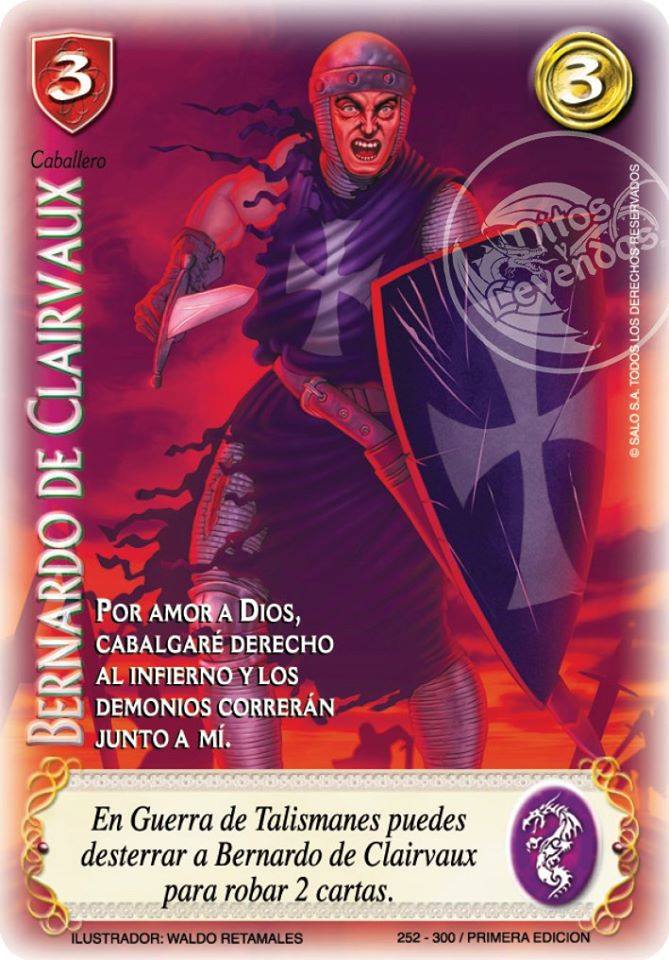 3
3
Caballero
BERNARDO DE CLAIRVAUX
mitos
y
Leyendas
© SALO S.A. TODOS LOS DERECHOS RESERVADOS
POR AMOR A DIOS,
CABALGARÉ DERECHO
AL INFIERNO Y LOS
DEMONIOS CORRERÁN
JUNTO A MÍ.
En Guerra de Talismanes puedes
desterrar a Bernardo de Clairvaux
para robar 2 cartas.
ILUSTRADOR: WALDO RETAMALES
252 - 300 / PRIMERA EDICION